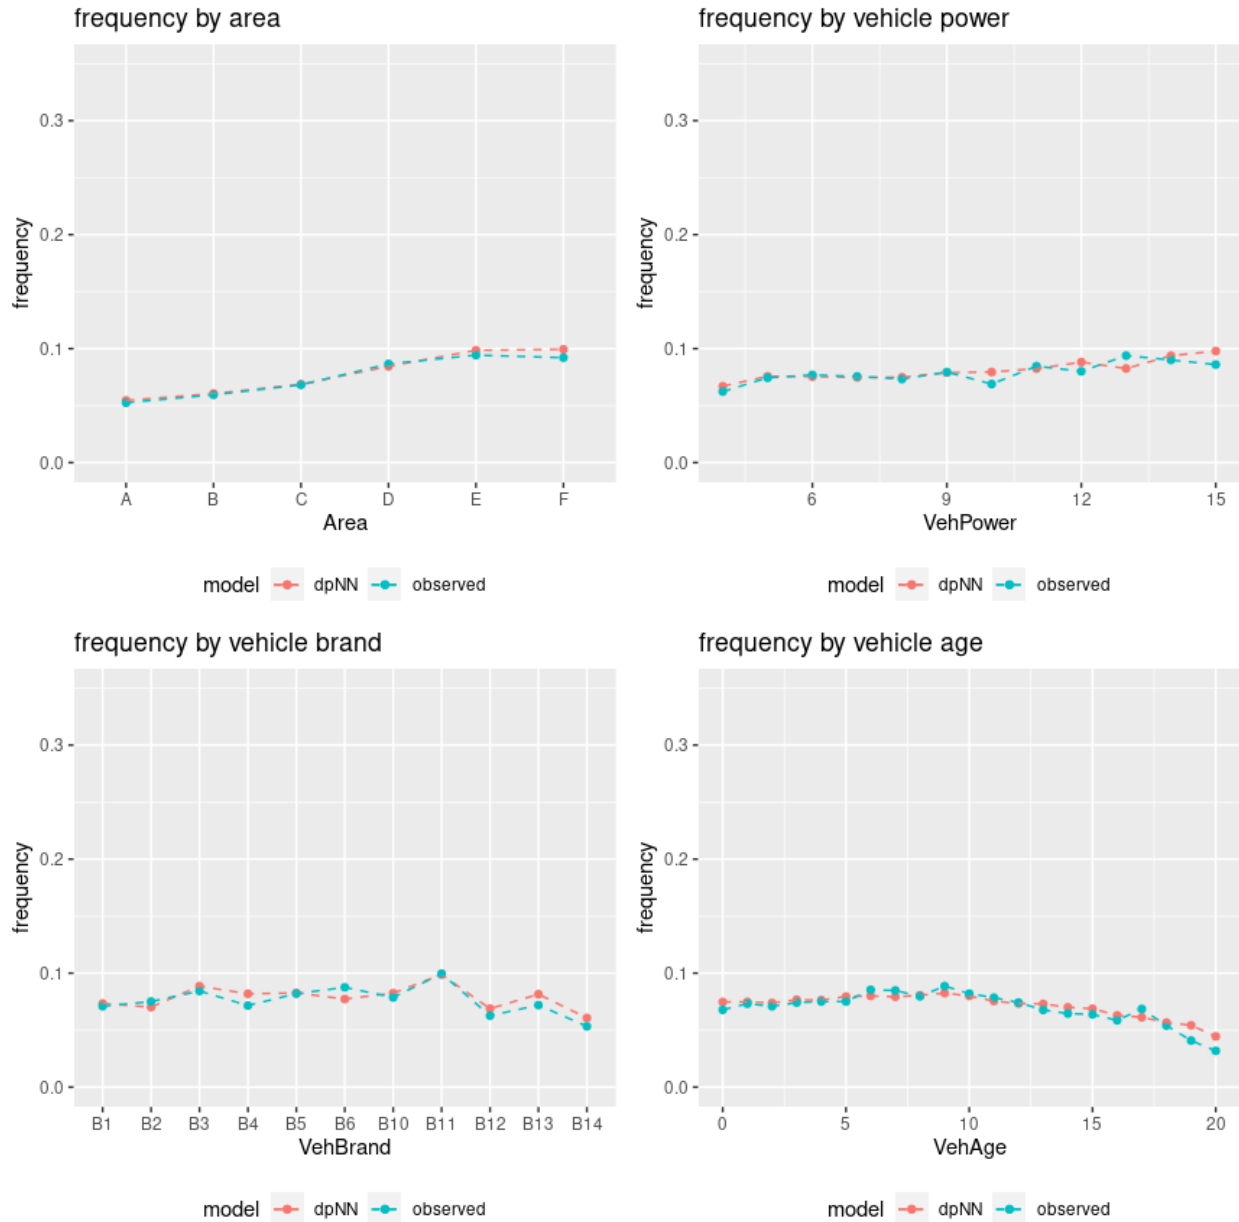 frequency by area
frequency
0.3
0.2
0.1
0.0
A B C D E F
Area
model dpNN observed
frequency by vehicle power
frequency
0.3
0.2
0.1
0.0
6 9 12 15
VehPower
model dpNN observed
frequency by vehicle brand
frequency
0.3
0.2
0.1
0.0
B1 B2 B3 B4 B5 B6 B10 B11 B12 B13 B14
VehBrand
model dpNN observed
frequency by vehicle age
frequency
0.3
0.2
0.1
0.0
0 5 10 15 20
VehAge
model dpNN observed